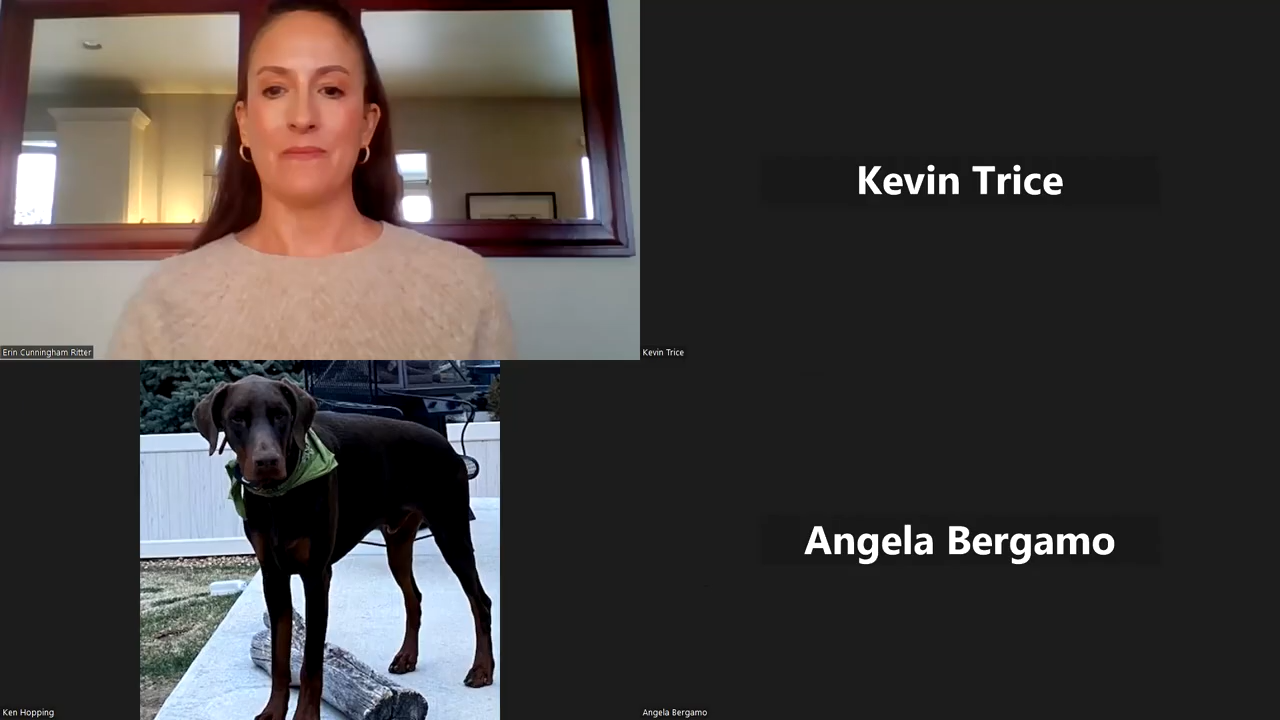 Kevin Trice
Erin Cunningham Ritter
Kevin Trice
Angela Bergamo
Ken Hopping
Angela Bergamo